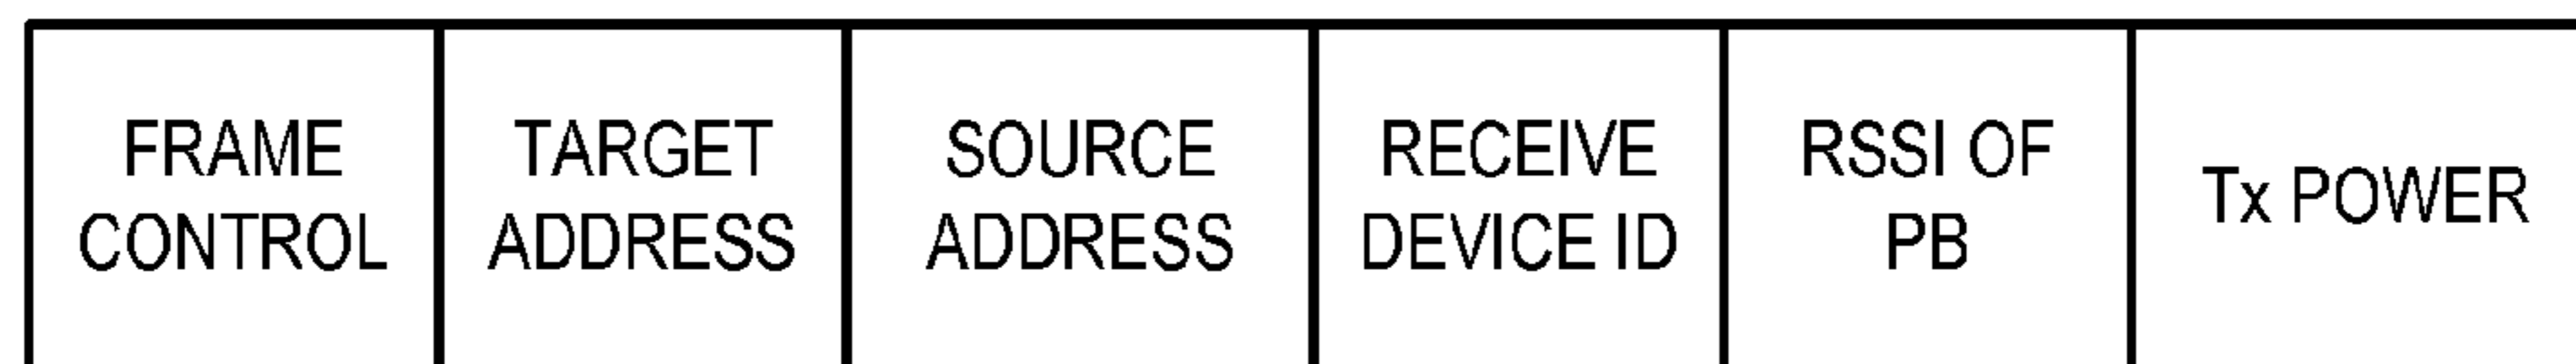 FRAME
CONTROL
TARGET
ADDRESS
SOURCE
ADDRESS
RECEIVE
DEVICE ID
RSSI OF
PB
Tx POWER